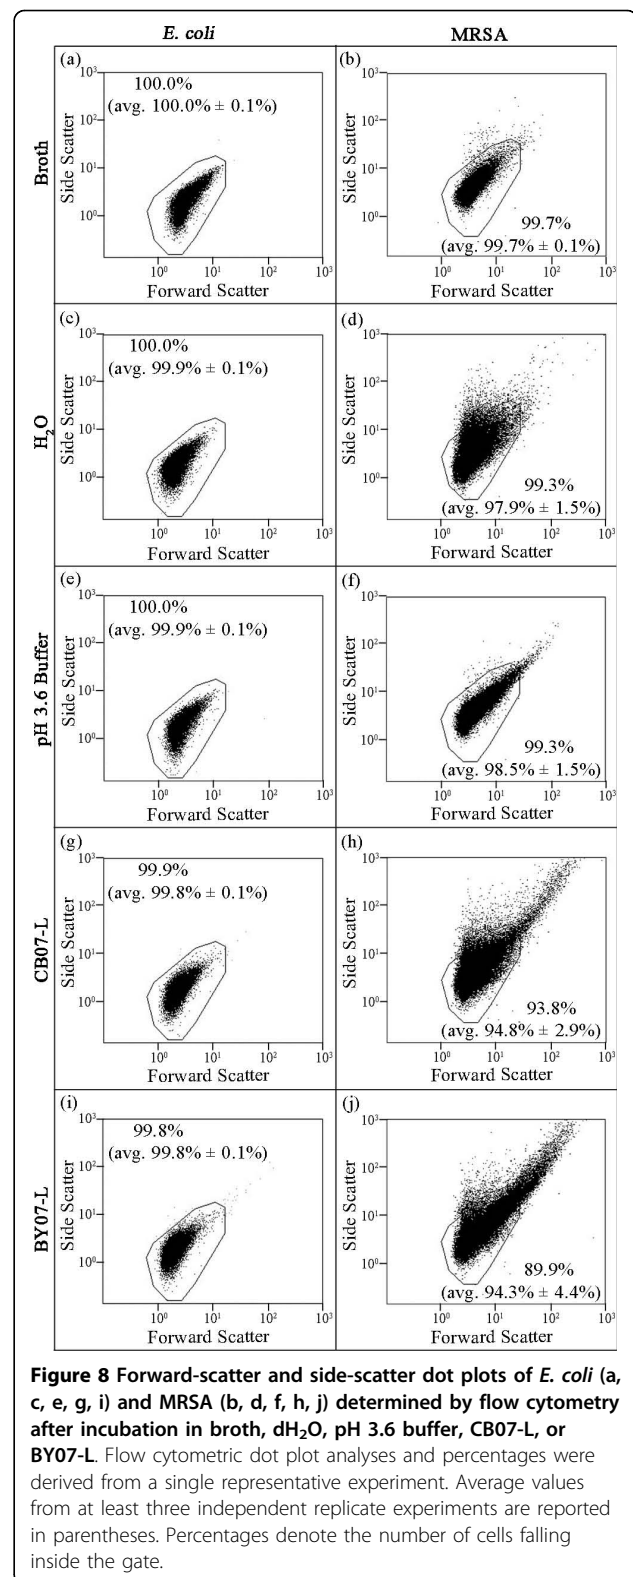 E. coli MRSA
(a) (b)
Broth
Side Scatter
10³
10²
10¹
10⁰
100.0%
(avg. 100.0% ± 0.1%)
10⁰ 10¹ 10² 10³
Forward Scatter
Side Scatter
10³
10²
10¹
10⁰
99.7%
(avg. 99.7% ± 0.1%)
10⁰ 10¹ 10² 10³
Forward Scatter
(c) (d)
H₂O
Side Scatter
10³
10²
10¹
10⁰
100.0%
(avg. 99.9% ± 0.1%)
10⁰ 10¹ 10² 10³
Forward Scatter
Side Scatter
10³
10²
10¹
10⁰
99.3%
(avg. 97.9% ± 1.5%)
10⁰ 10¹ 10² 10³
Forward Scatter
(e) (f)
pH 3.6 Buffer
Side Scatter
10³
10²
10¹
10⁰
100.0%
(avg. 99.9% ± 0.1%)
10⁰ 10¹ 10² 10³
Forward Scatter
Side Scatter
10³
10²
10¹
10⁰
99.3%
(avg. 98.5% ± 1.5%)
10⁰ 10¹ 10² 10³
Forward Scatter
(g) (h)
CB07-L
Side Scatter
10³
10²
10¹
10⁰
99.9%
(avg. 99.8% ± 0.1%)
10⁰ 10¹ 10² 10³
Forward Scatter
Side Scatter
10³
10²
10¹
10⁰
93.8%
(avg. 94.8% ± 2.9%)
10⁰ 10¹ 10² 10³
Forward Scatter
(i) (j)
BY07-L
Side Scatter
10³
10²
10¹
10⁰
99.8%
(avg. 99.8% ± 0.1%)
10⁰ 10¹ 10² 10³
Forward Scatter
Side Scatter
10³
10²
10¹
10⁰
89.9%
(avg. 94.3% ± 4.4%)
10⁰ 10¹ 10² 10³
Forward Scatter
Figure 8 Forward-scatter and side-scatter dot plots of E. coli (a,
c, e, g, i) and MRSA (b, d, f, h, j) determined by flow cytometry
after incubation in broth, dH₂O, pH 3.6 buffer, CB07-L, or
BY07-L. Flow cytometric dot plot analyses and percentages were
derived from a single representative experiment. Average values
from at least three independent replicate experiments are reported
in parentheses. Percentages denote the number of cells falling
inside the gate.